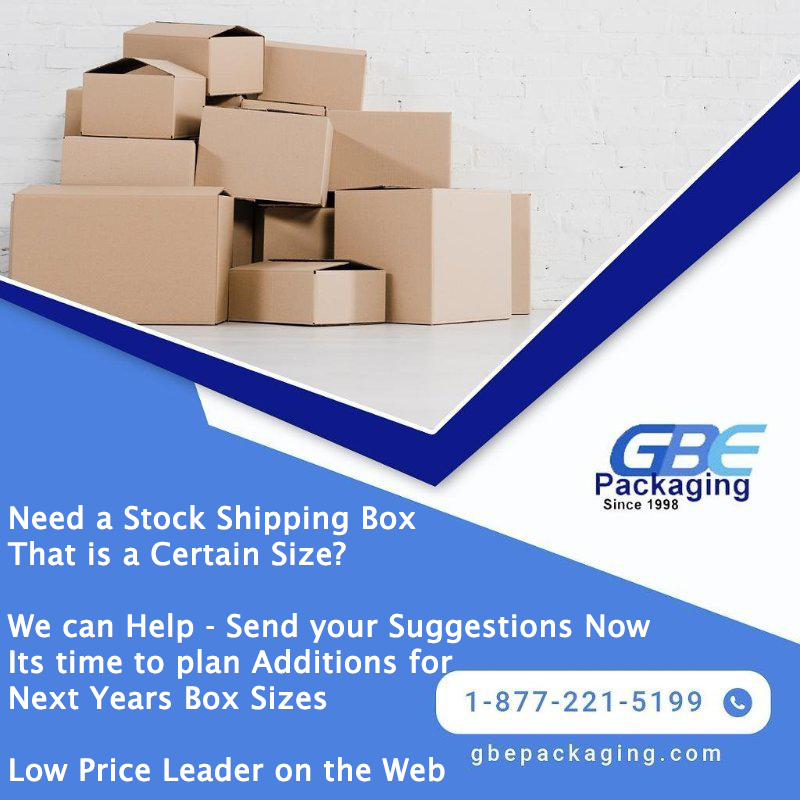 GBE
Packaging
Since 1998
Need a Stock Shipping Box
That is a Certain Size?
We can Help - Send your Suggestions Now
Its time to plan Additions for
Next Years Box Sizes
Low Price Leader on the Web
1-877-221-5199
gbepackaging.com